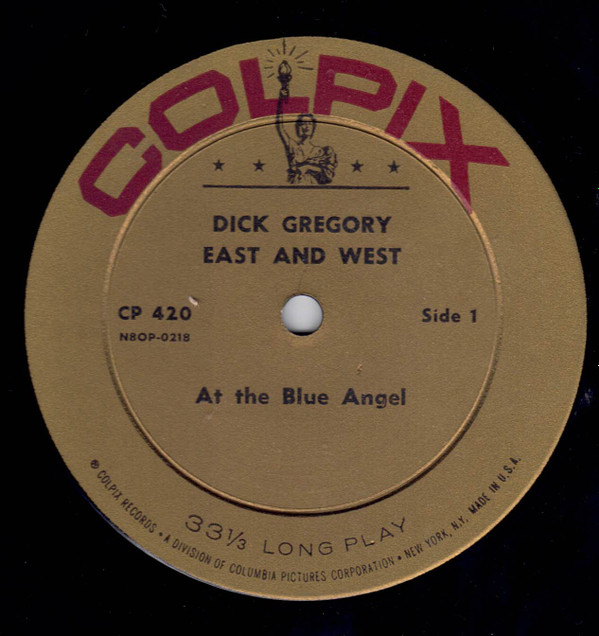 COLPIX
DICK GREGORY
EAST AND WEST
CP 420
N8OP-0218
Side 1
At the Blue Angel
33⅓ LONG PLAY
® COLPIX RECORDS • A DIVISION OF COLUMBIA PICTURES CORPORATION • NEW YORK, N.Y. MADE IN U.S.A.